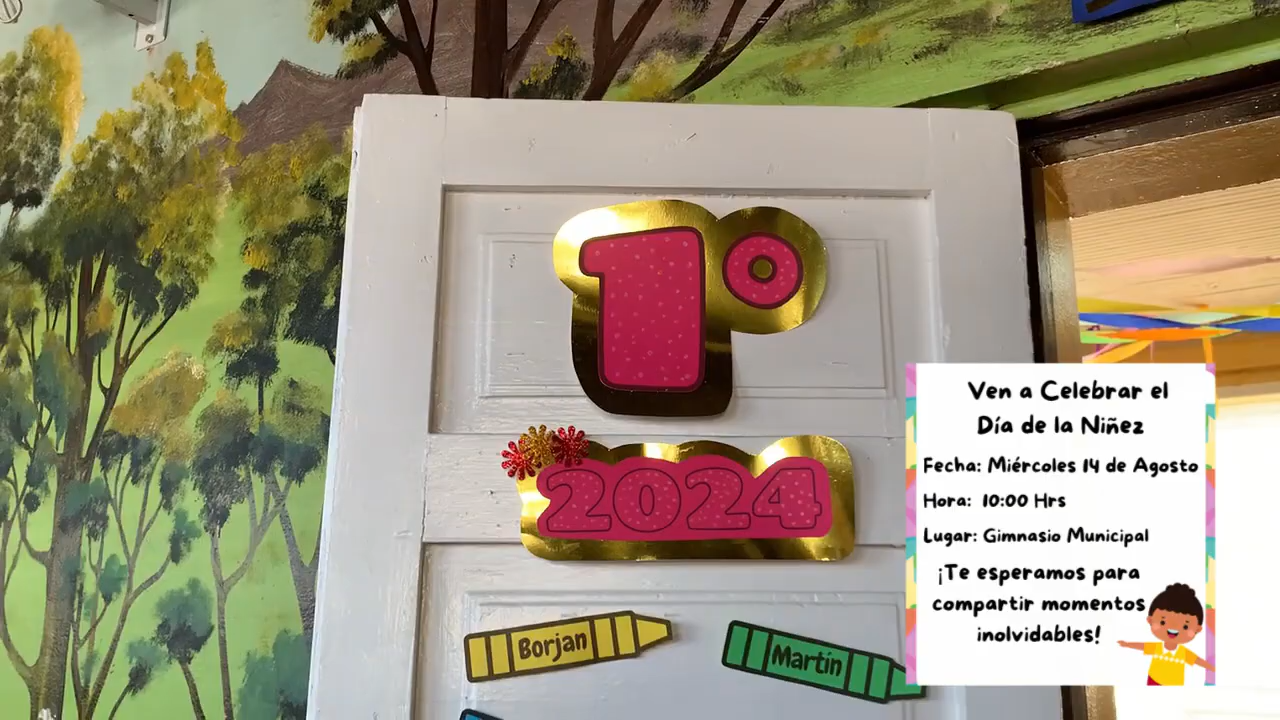 1º
2024
Borjan
Martín
Ven a Celebrar el
Día de la Niñez
Fecha: Miércoles 14 de Agosto
Hora: 10:00 Hrs
Lugar: Gimnasio Municipal
¡Te esperamos para
compartir momentos
inolvidables!